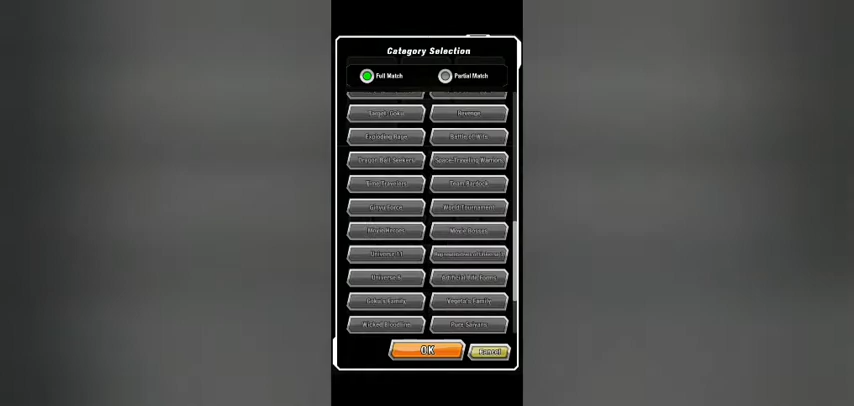 Category Selection
Full Match Partial Match
Target: Goku Revenge
Exploding Rage Battle of Wits
Dragon Ball Seekers Space-Traveling Warriors
Time Travelers Team Bardock
Ginyu Force World Tournament
Movie Heroes Movie Bosses
Universe 11
Universe 6 Artificial Life Forms
Goku's Family Vegeta's Family
Wicked Bloodline Pure Saiyans
OK Cancel